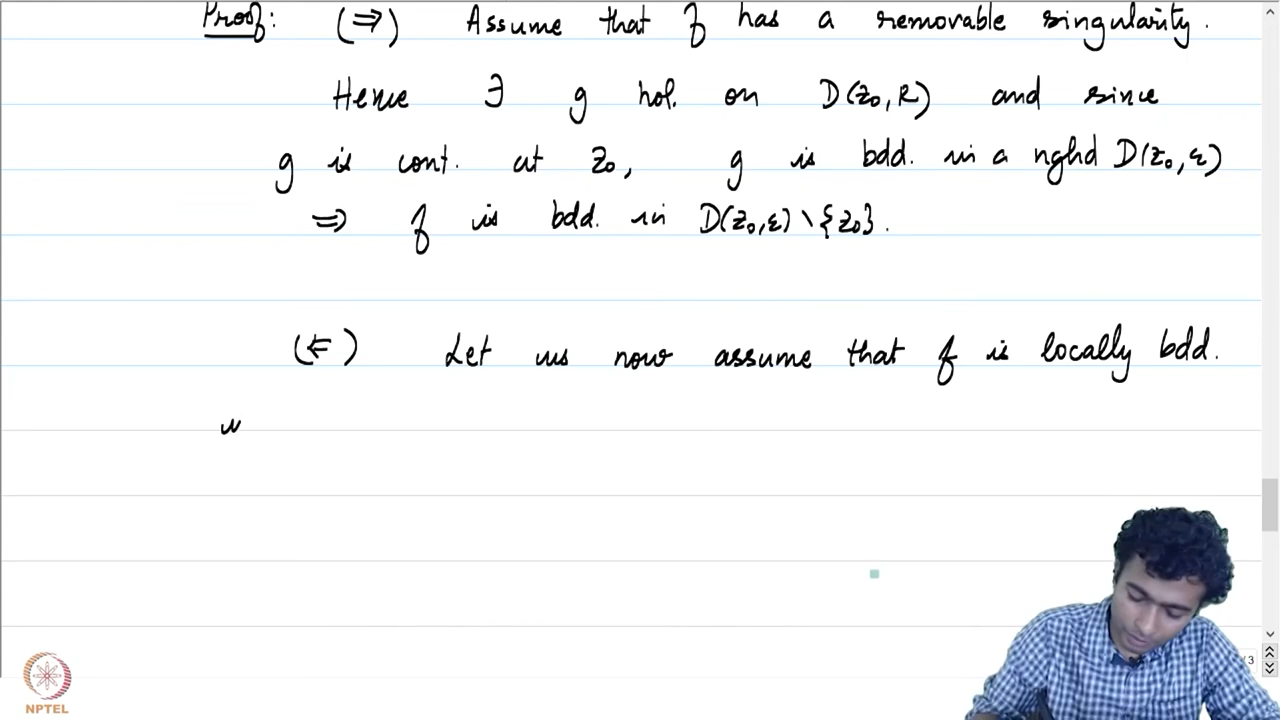 Proof: (⇒) Assume that f has a removable singularity.
Hence ∃ g hol. on D(z₀,R) and since
g is cont. at z₀, g is bdd. in a nghd D(z₀,ε)
⇒ f is bdd. in D(z₀,ε)∖{z₀}.
(⇐) Let us now assume that f is locally bdd.
/3
NPTEL